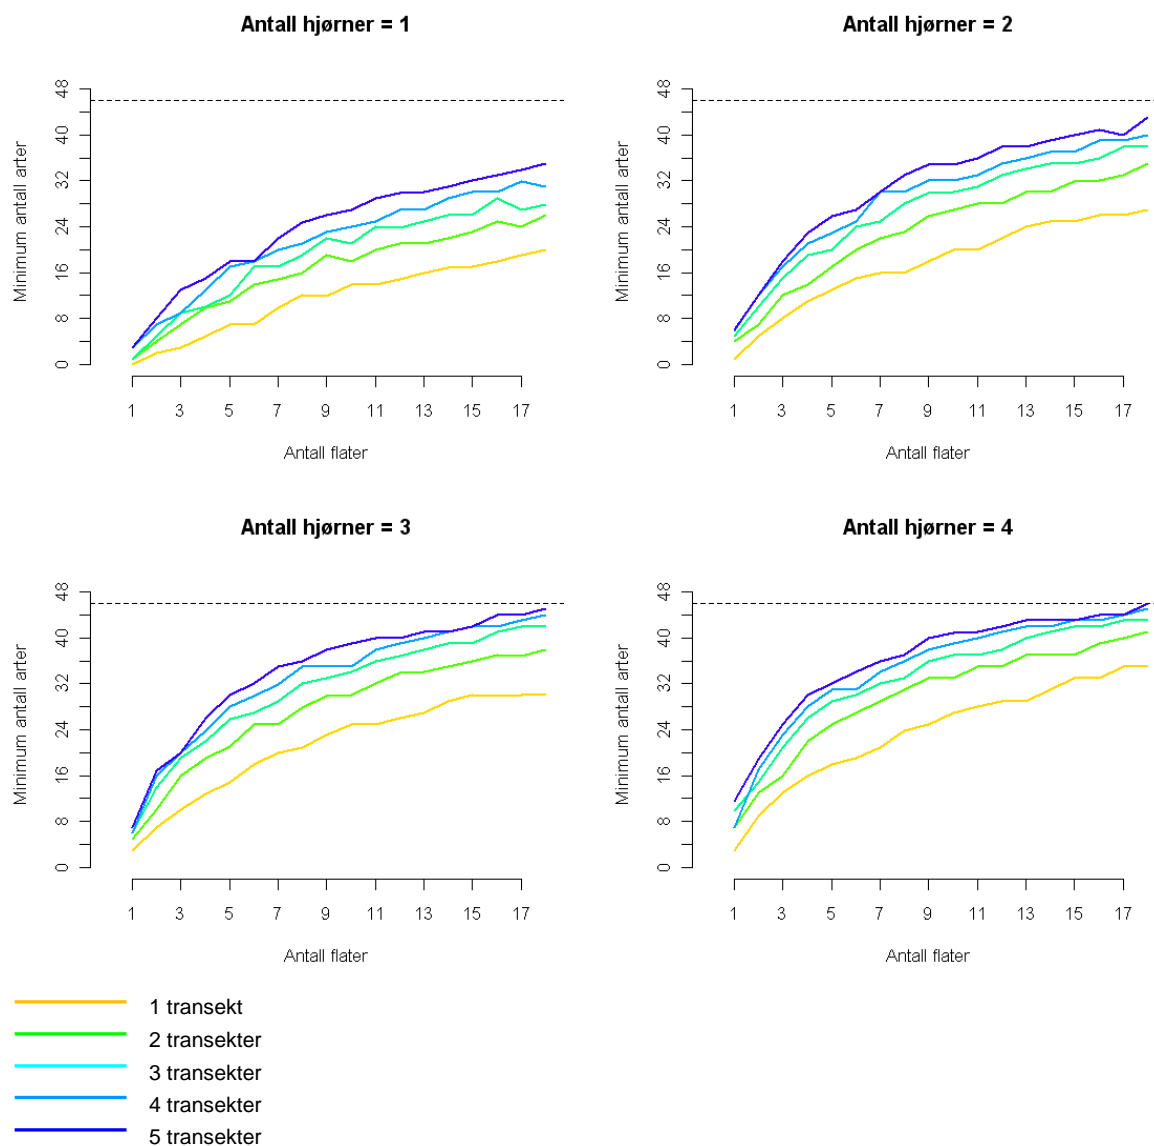 Antall hjørner = 1
Minimum antall arter
0 8 16 24 32 40 48
1 3 5 7 9 11 13 15 17
Antall flater
Antall hjørner = 2
Minimum antall arter
0 8 16 24 32 40 48
1 3 5 7 9 11 13 15 17
Antall flater
Antall hjørner = 3
Minimum antall arter
0 8 16 24 32 40 48
1 3 5 7 9 11 13 15 17
Antall flater
Antall hjørner = 4
Minimum antall arter
0 8 16 24 32 40 48
1 3 5 7 9 11 13 15 17
Antall flater
1 transekt
2 transekter
3 transekter
4 transekter
5 transekter